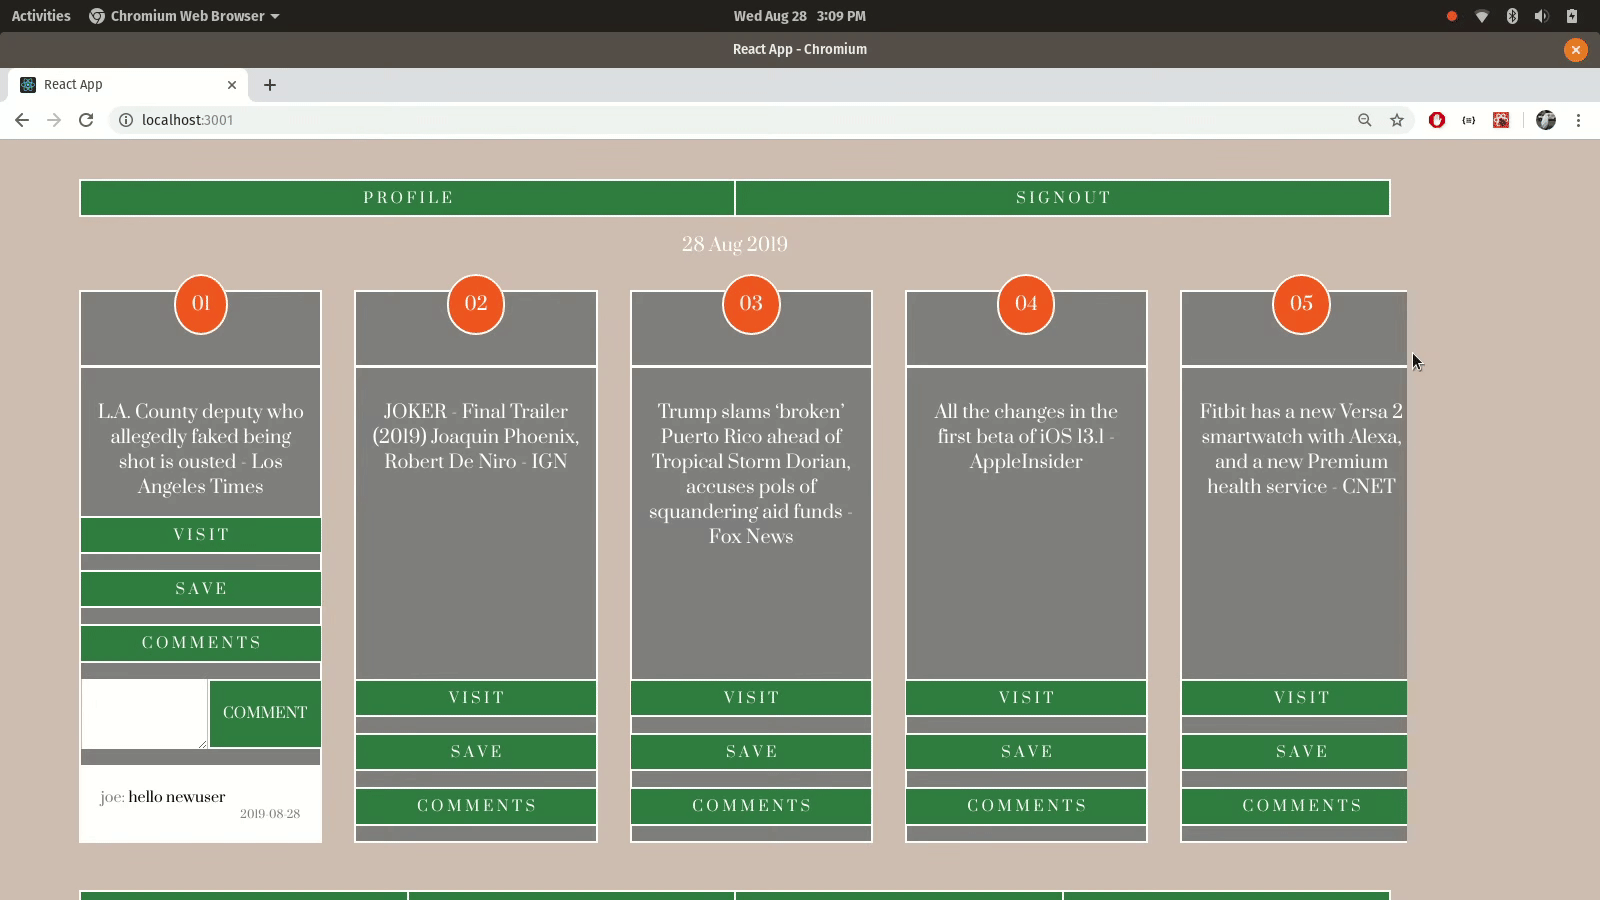 Activities
Chromium Web Browser
Wed Aug 28 3:09 PM
React App - Chromium
React App
localhost:3001
PROFILE
SIGNOUT
28 Aug 2019
01
L.A. County deputy who
allegedly faked being
shot is ousted - Los
Angeles Times
VISIT
SAVE
COMMENTS
COMMENT
joe: hello newuser
2019-08-28
02
JOKER - Final Trailer
(2019) Joaquin Phoenix,
Robert De Niro - IGN
VISIT
SAVE
COMMENTS
03
Trump slams ‘broken’
Puerto Rico ahead of
Tropical Storm Dorian,
accuses pols of
squandering aid funds -
Fox News
VISIT
SAVE
COMMENTS
04
All the changes in the
first beta of iOS 13.1 -
AppleInsider
VISIT
SAVE
COMMENTS
05
Fitbit has a new Versa 2
smartwatch with Alexa,
and a new Premium
health service - CNET
VISIT
SAVE
COMMENTS